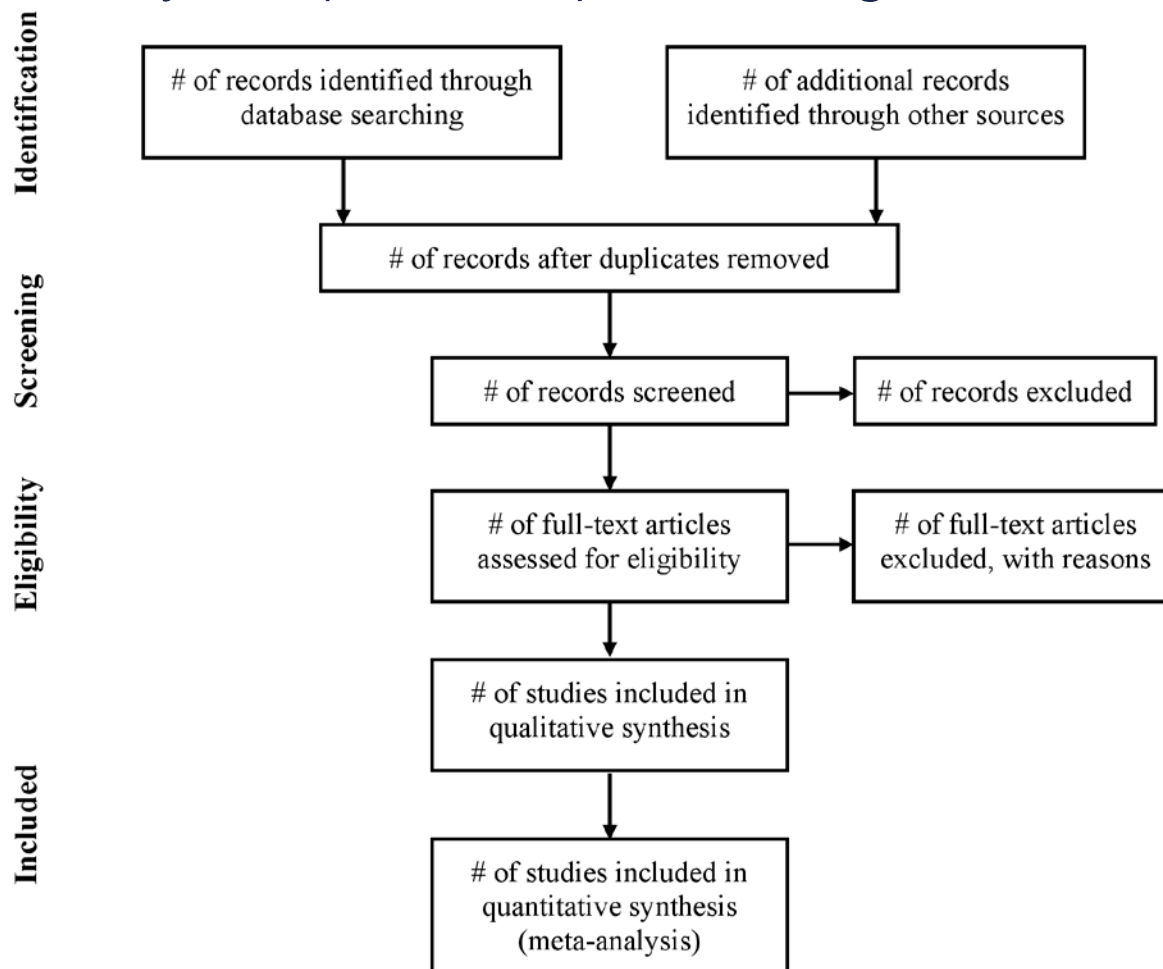 Identification
# of records identified through
database searching
# of additional records
identified through other sources
# of records after duplicates removed
Screening
# of records screened
# of records excluded
Eligibility
# of full-text articles
assessed for eligibility
# of full-text articles
excluded, with reasons
# of studies included in
qualitative synthesis
Included
# of studies included in
quantitative synthesis
(meta-analysis)